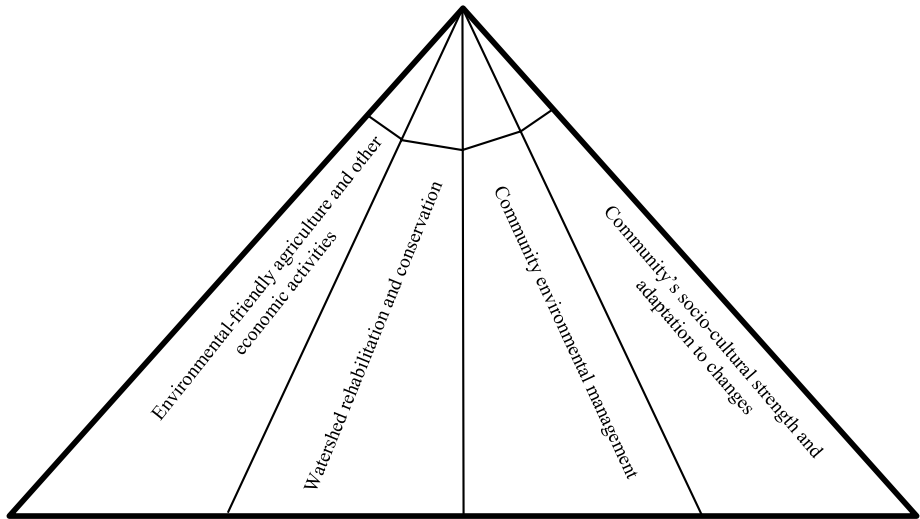 Environmental-friendly agriculture and other
economic activities
Watershed rehabilitation and conservation
Community environmental management
Community's socio-cultural strength and
adaptation to changes